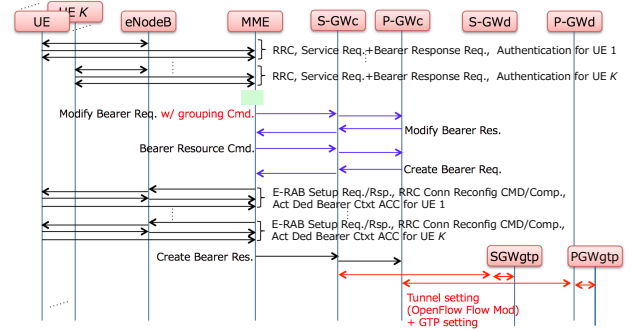 UE K
UE
eNodeB
MME
S-GWc
P-GWc
S-GWd
P-GWd
RRC, Service Req.+Bearer Response Req., Authentication for UE 1
RRC, Service Req.+Bearer Response Req., Authentication for UE K
Modify Bearer Req. w/ grouping Cmd.
Modify Bearer Res.
Bearer Resource Cmd.
Create Bearer Req.
E-RAB Setup Req./Rsp., RRC Conn Reconfig CMD/Comp.,
Act Ded Bearer Ctxt ACC for UE 1
E-RAB Setup Req./Rsp., RRC Conn Reconfig CMD/Comp.,
Act Ded Bearer Ctxt ACC for UE K
Create Bearer Res.
SGWgtp
PGWgtp
Tunnel setting
(OpenFlow Flow Mod)
+ GTP setting